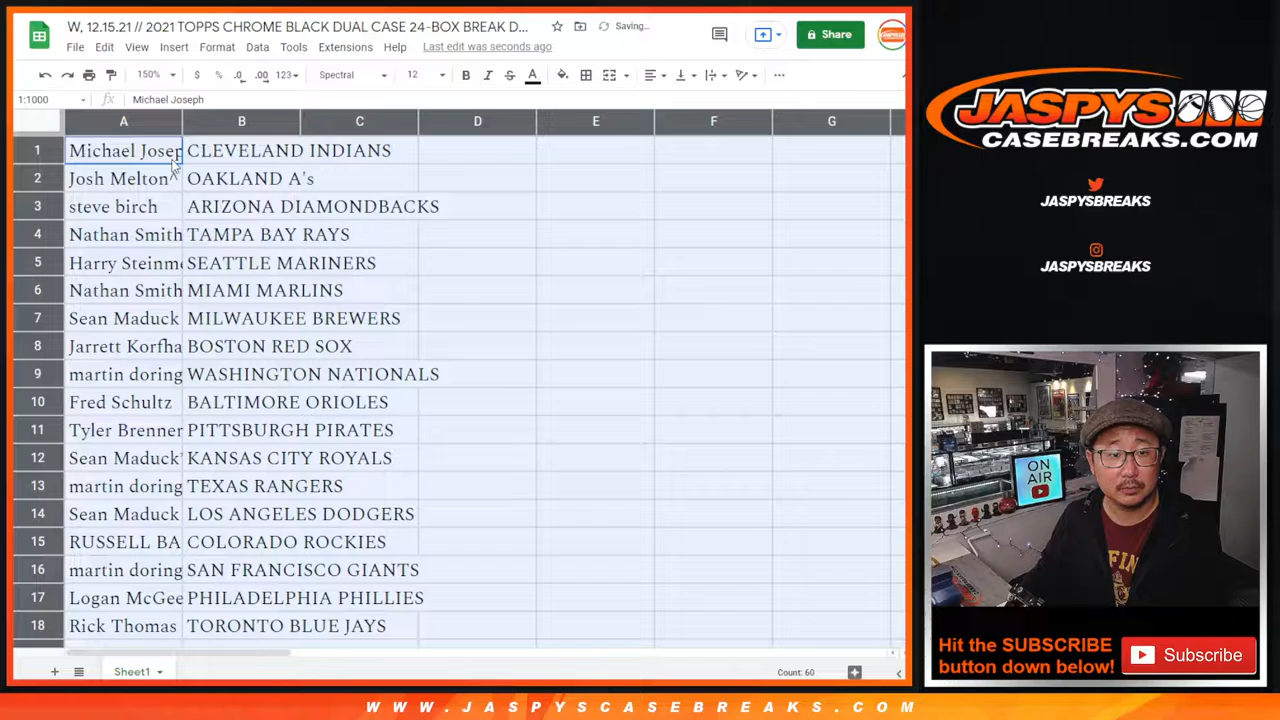 W, 12.15.21 // 2021 TOPPS CHROME BLACK DUAL CASE 24-BOX BREAK D...
Saving...
Share
File Edit View Insert Format Data Tools Extensions Help Last edit was seconds ago
150% $ % .0 .00 123 Spectral 12 B I S A
1:1000 fx Michael Joseph
A B C D E F G
1 Michael Josep CLEVELAND INDIANS
2 Josh Melton OAKLAND A's
3 steve birch ARIZONA DIAMONDBACKS
4 Nathan Smith TAMPA BAY RAYS
5 Harry Steinme SEATTLE MARINERS
6 Nathan Smith MIAMI MARLINS
7 Sean Maduck MILWAUKEE BREWERS
8 Jarrett Korfha BOSTON RED SOX
9 martin doring WASHINGTON NATIONALS
10 Fred Schultz BALTIMORE ORIOLES
11 Tyler Brenner PITTSBURGH PIRATES
12 Sean Maduck KANSAS CITY ROYALS
13 martin doring TEXAS RANGERS
14 Sean Maduck LOS ANGELES DODGERS
15 RUSSELL BA COLORADO ROCKIES
16 martin doring SAN FRANCISCO GIANTS
17 Logan McGee PHILADELPHIA PHILLIES
18 Rick Thomas TORONTO BLUE JAYS
Sheet1
Count: 60
JASPYS
CASEBREAKS.COM
JASPYSBREAKS
JASPYSBREAKS
ON
AIR
Hit the SUBSCRIBE
button down below!
Subscribe
WWW.JASPYSCASEBREAKS.COM